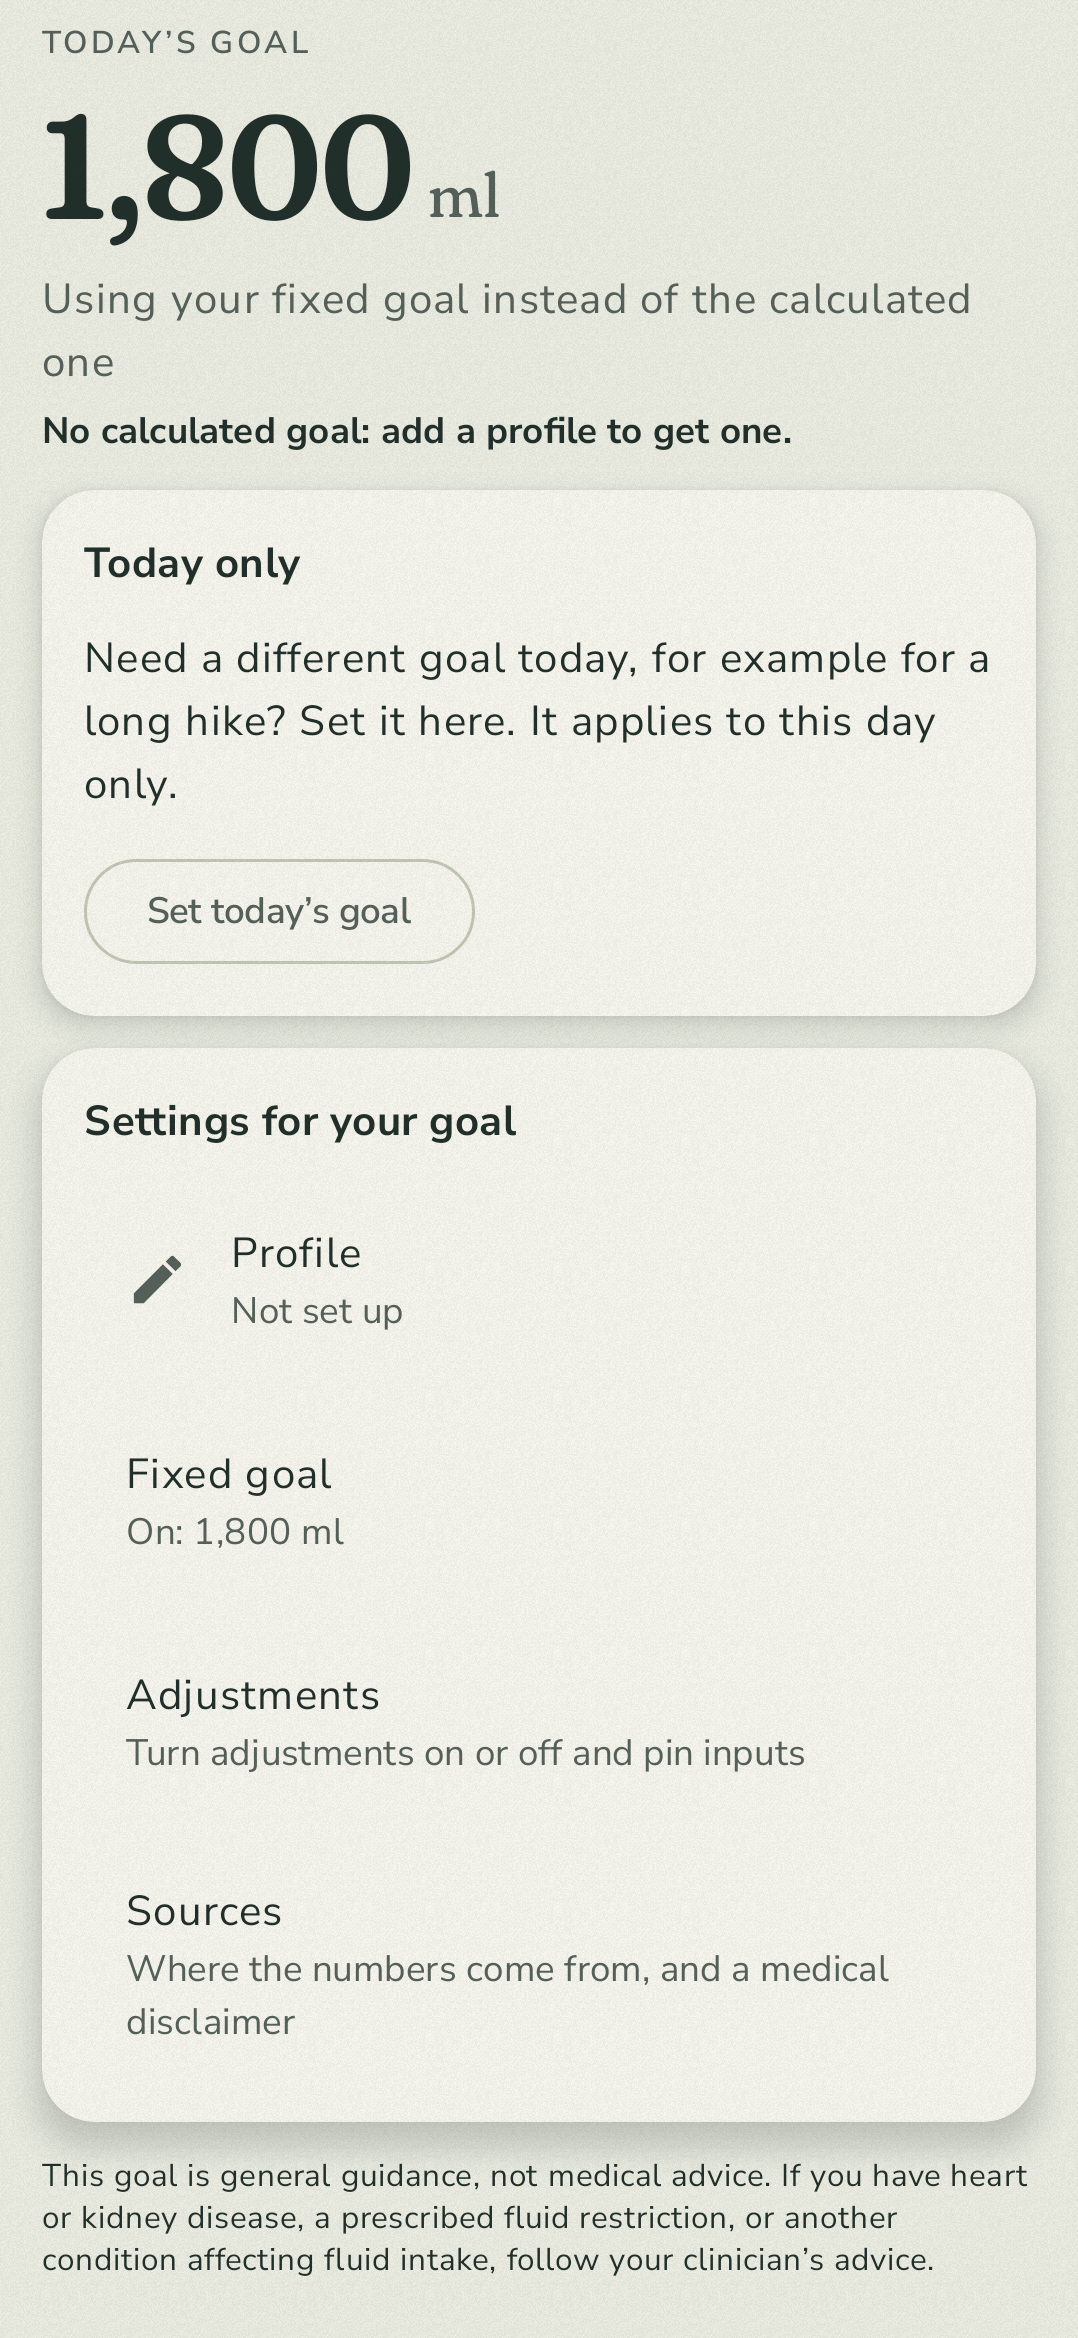 TODAY’S GOAL
1,800 ml
Using your fixed goal instead of the calculated
one
No calculated goal: add a profile to get one.
Today only
Need a different goal today, for example for a
long hike? Set it here. It applies to this day
only.
Set today’s goal
Settings for your goal
Profile
Not set up
Fixed goal
On: 1,800 ml
Adjustments
Turn adjustments on or off and pin inputs
Sources
Where the numbers come from, and a medical
disclaimer
This goal is general guidance, not medical advice. If you have heart
or kidney disease, a prescribed fluid restriction, or another
condition affecting fluid intake, follow your clinician’s advice.